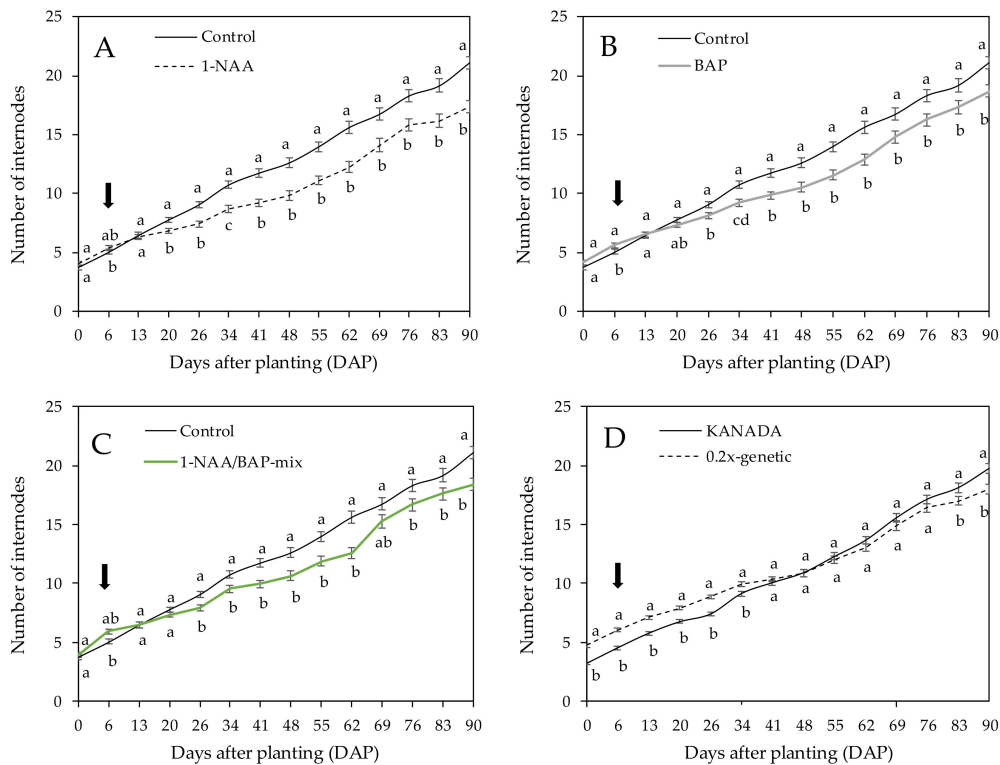 A
Control
1-NAA
Number of internodes
25
20
15
10
5
0
a a a a a a a a a
a ab a
a b a b b c b b b b b b b b
0 6 13 20 26 34 41 48 55 62 69 76 83 90
Days after planting (DAP)
B
Control
BAP
Number of internodes
25
20
15
10
5
0
a a a a a a a a a
a a a
a b a ab b cd b b b b b b b b
0 6 13 20 26 34 41 48 55 62 69 76 83 90
Days after planting (DAP)
C
Control
1-NAA/BAP-mix
Number of internodes
25
20
15
10
5
0
a ab a a a a a a a a a a a a
a b a a b b b b b b ab b b b
0 6 13 20 26 34 41 48 55 62 69 76 83 90
Days after planting (DAP)
D
KANADA
0.2x-genetic
Number of internodes
25
20
15
10
5
0
a a a a a a a a a a a a a a
b b b b b b a a a a a a b b
0 6 13 20 26 34 41 48 55 62 69 76 83 90
Days after planting (DAP)